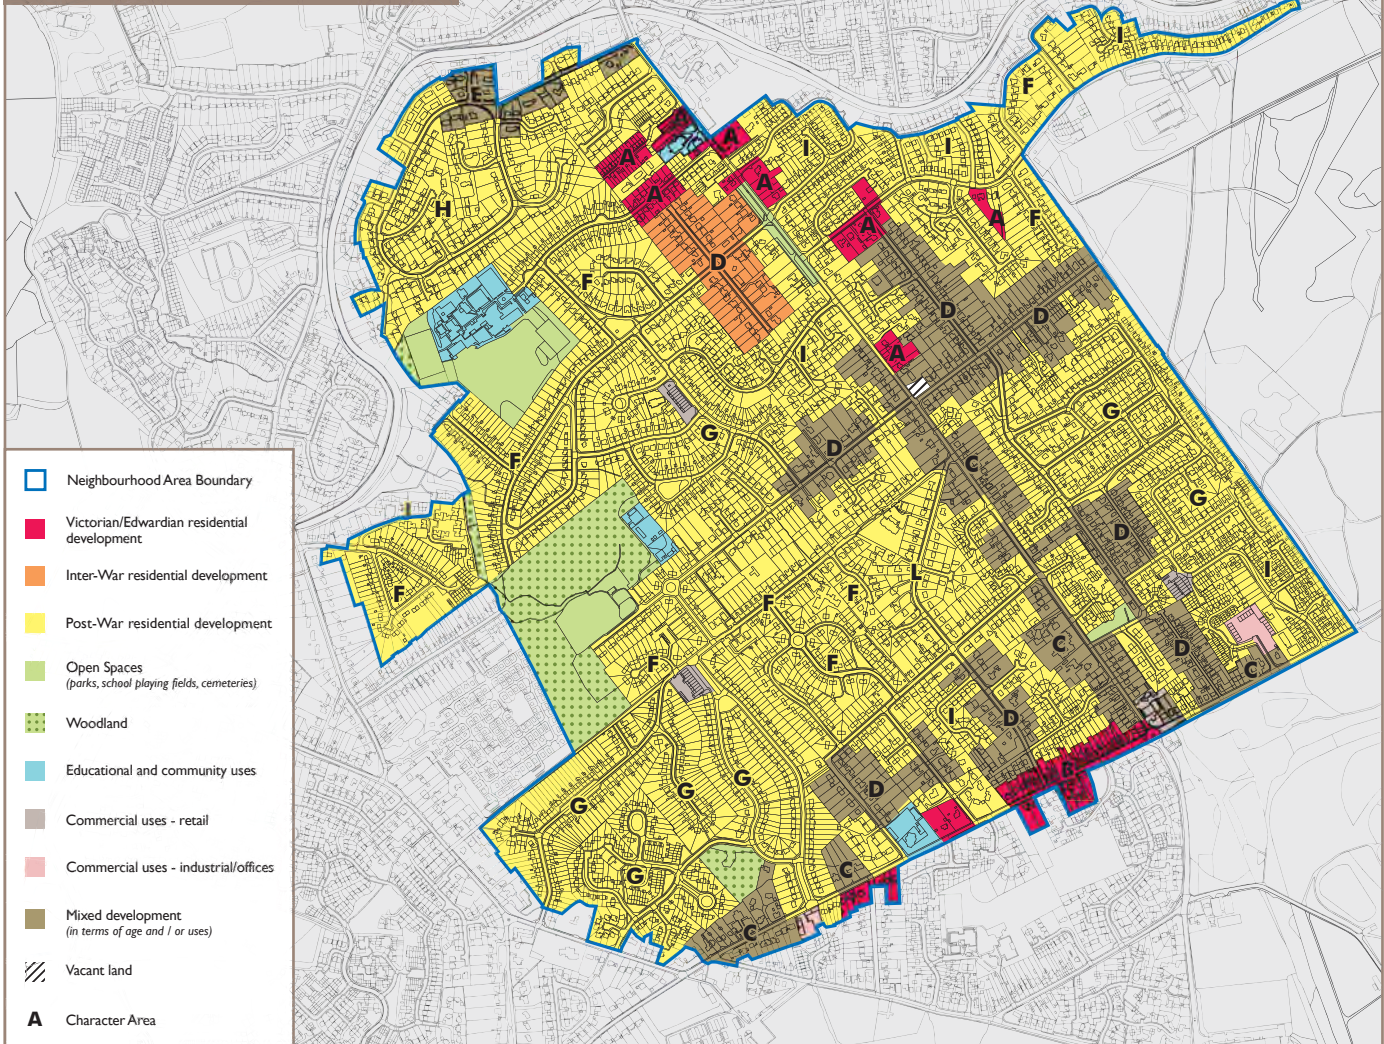 I
F
E
A
A
A
I
I
A
A
H
A
A
F
D
F
D
D
I
A
G
G
D
F
C
G
D
I
L
F
F
F
C
D
F
F
C
I
D
B
G
G
G
D
G
C
C
Neighbourhood Area Boundary
Victorian/Edwardian residential
development
Inter-War residential development
Post-War residential development
Open Spaces
(parks, school playing fields, cemeteries)
Woodland
Educational and community uses
Commercial uses - retail
Commercial uses - industrial/offices
Mixed development
(in terms of age and / or uses)
Vacant land
A Character Area